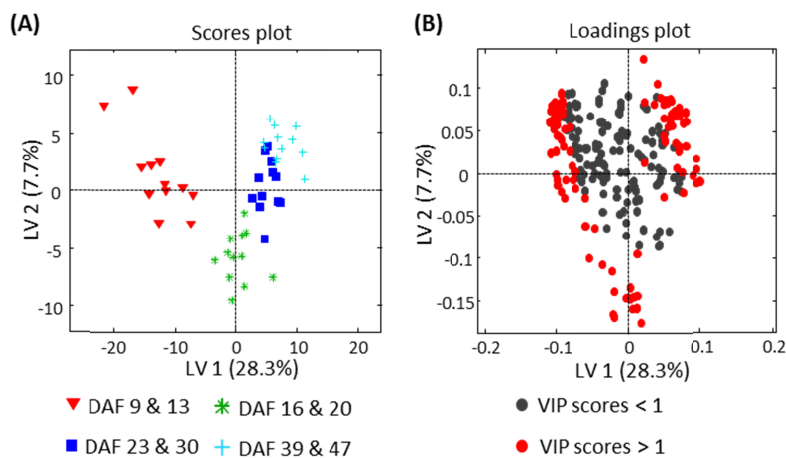 (A)
Scores plot
10
5
0
-5
-10
LV 2 (7.7%)
-20
-10
0
10
20
LV 1 (28.3%)
DAF 9 & 13
DAF 16 & 20
DAF 23 & 30
DAF 39 & 47
(B)
Loadings plot
0.1
0.05
0
-0.05
-0.1
-0.15
LV 2 (7.7%)
-0.2
-0.1
0
0.1
0.2
LV 1 (28.3%)
VIP scores < 1
VIP scores > 1